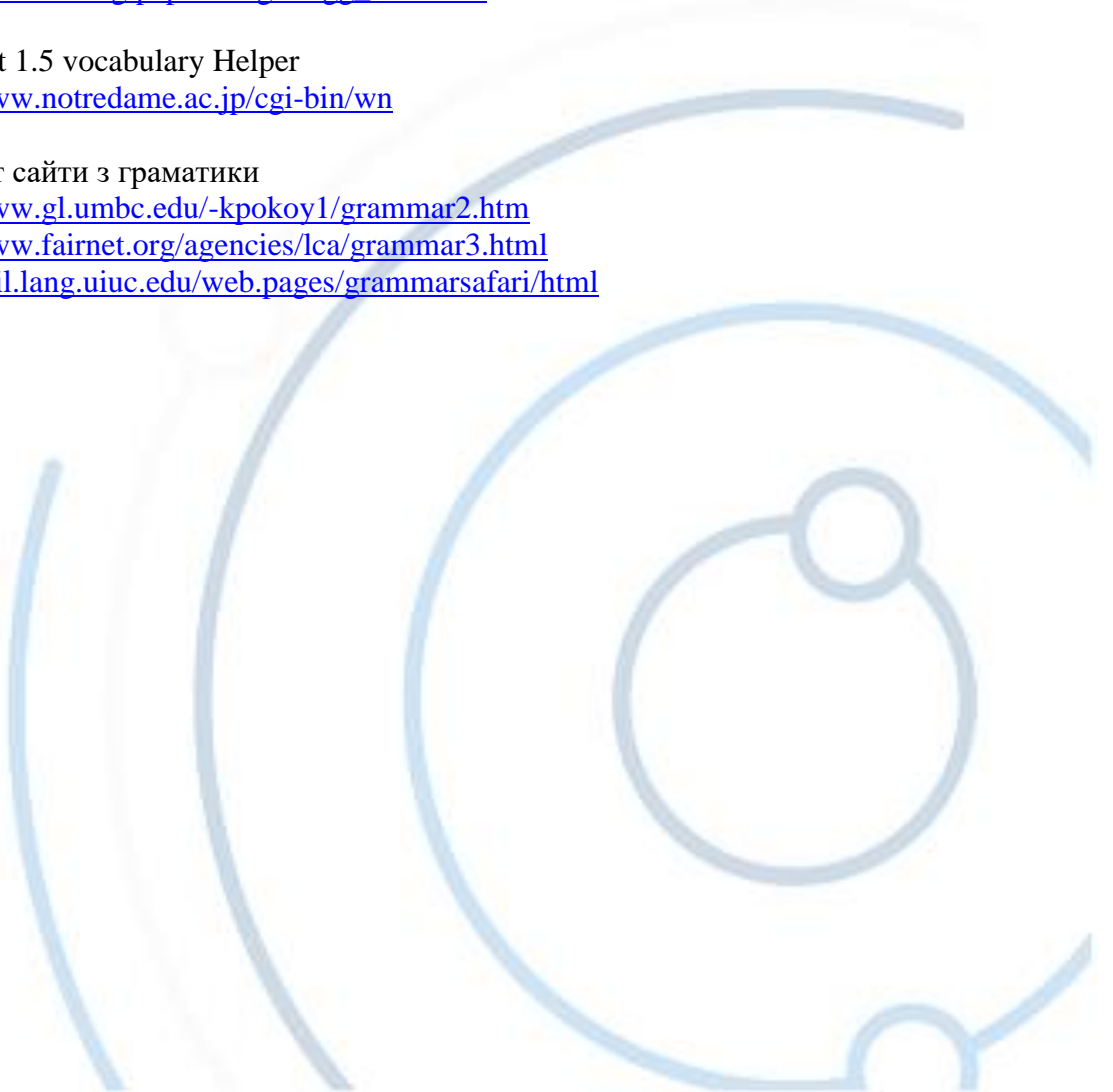 t 1.5 vocabulary Helper
ww.notredame.ac.jp/cgi-bin/wn
т сайти з граматики
ww.gl.umbc.edu/-kpokoy1/grammar2.htm
ww.fairnet.org/agencies/lca/grammar3.html
il.lang.uiuc.edu/web.pages/grammarsafari/html